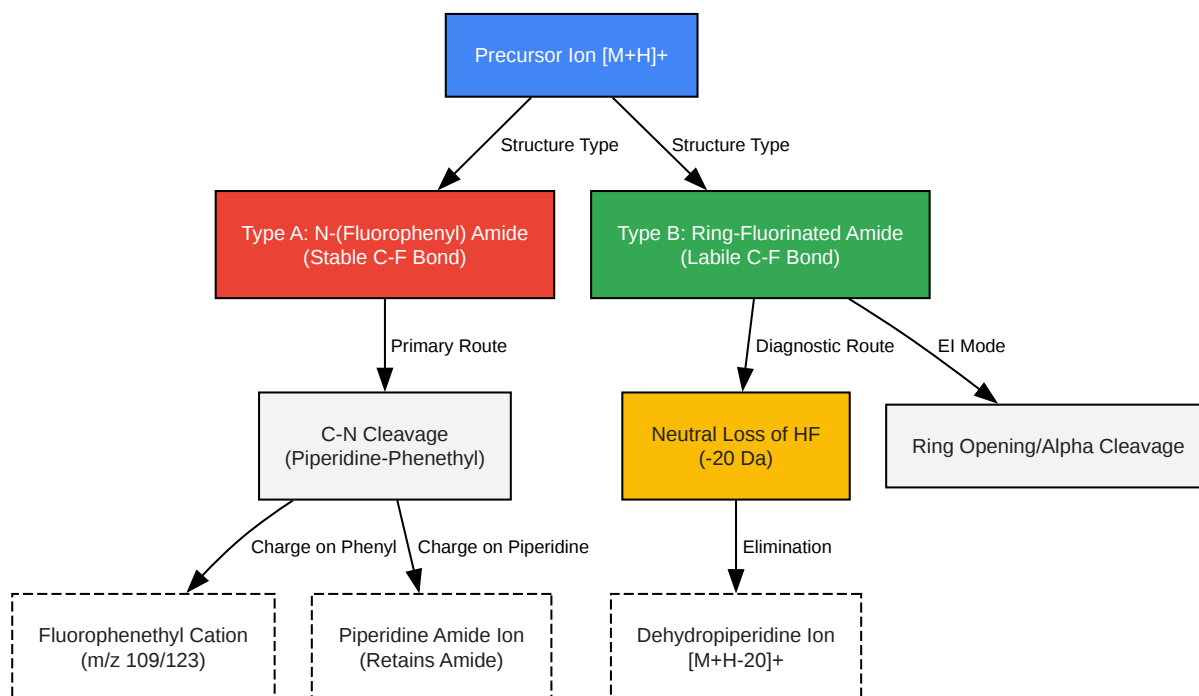 Precursor Ion [M+H]+
Structure Type
Structure Type
Type A: N-(Fluorophenyl) Amide
(Stable C-F Bond)
Type B: Ring-Fluorinated Amide
(Labile C-F Bond)
Primary Route
Diagnostic Route
EI Mode
C-N Cleavage
(Piperidine-Phenethyl)
Neutral Loss of HF
(-20 Da)
Ring Opening/Alpha Cleavage
Charge on Phenyl
Charge on Piperidine
Elimination
Fluorophenethyl Cation
(m/z 109/123)
Piperidine Amide Ion
(Retains Amide)
Dehydropiperidine Ion
[M+H-20]+